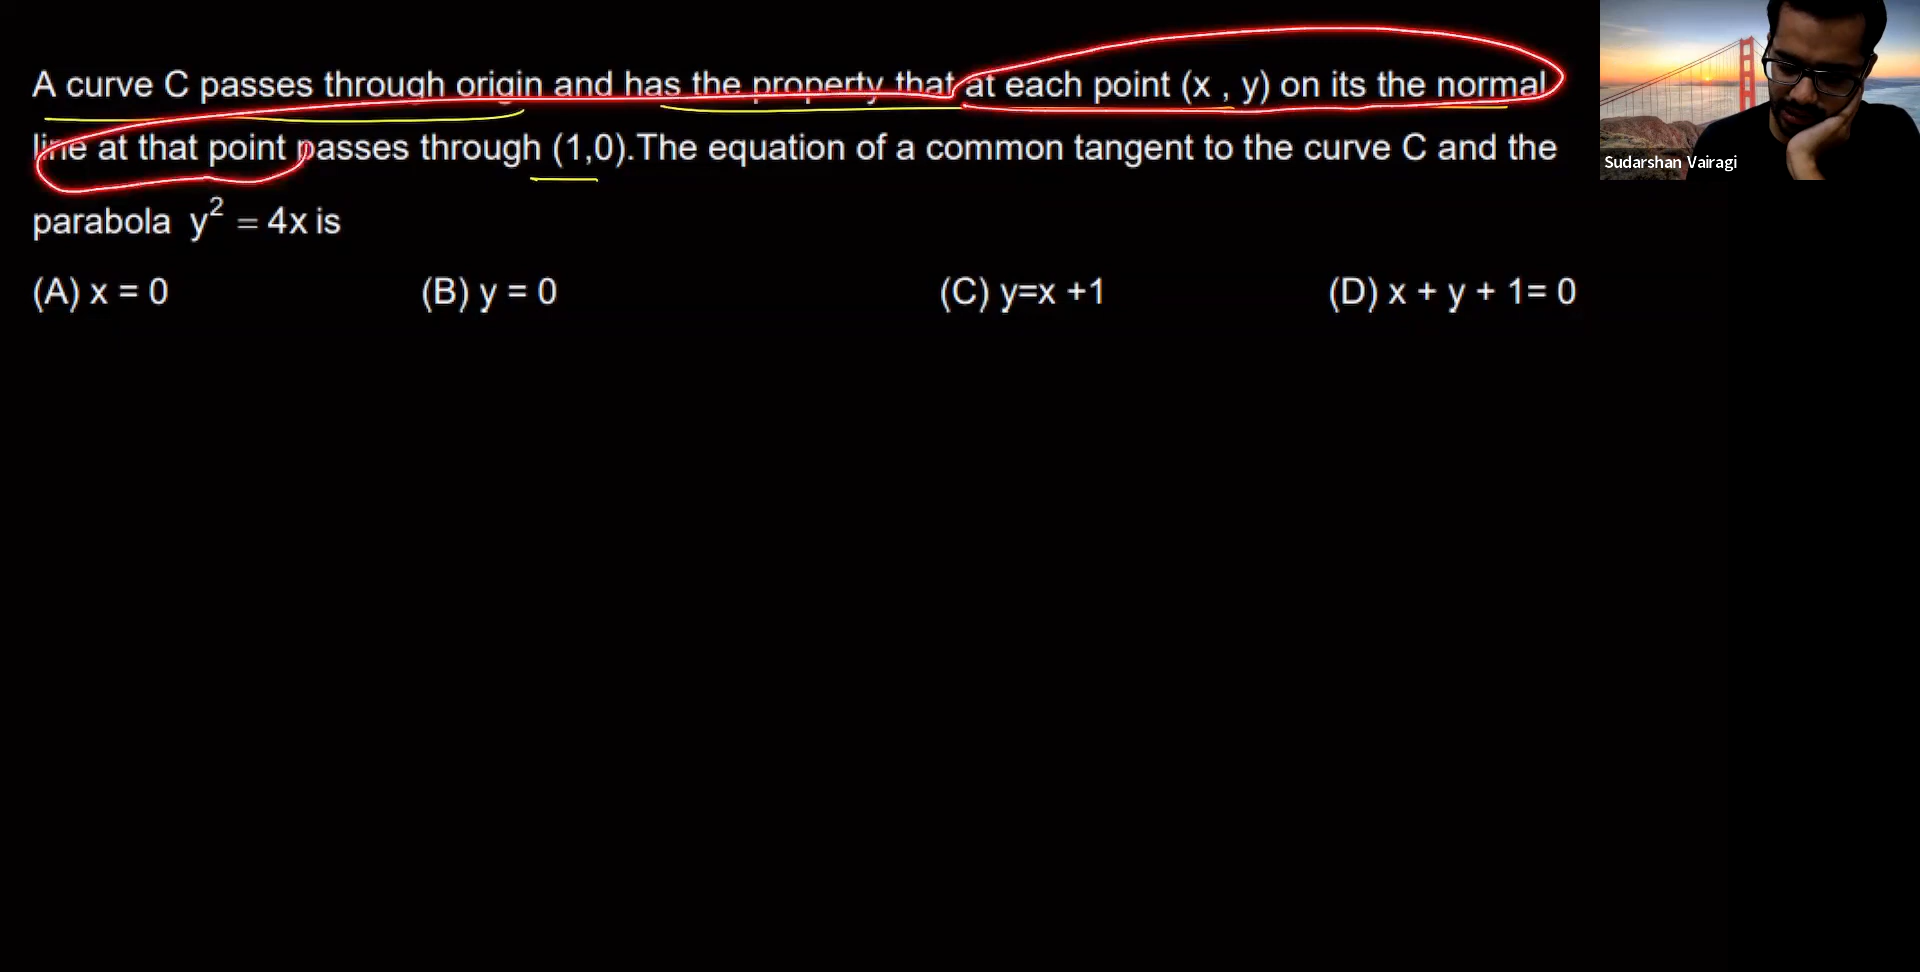 A curve C passes through origin and has the property that at each point (x , y) on its the normal
line at that point passes through (1,0).The equation of a common tangent to the curve C and the
parabola y² = 4x is
(A) x = 0 (B) y = 0 (C) y=x +1 (D) x + y + 1= 0
Sudarshan Vairagi